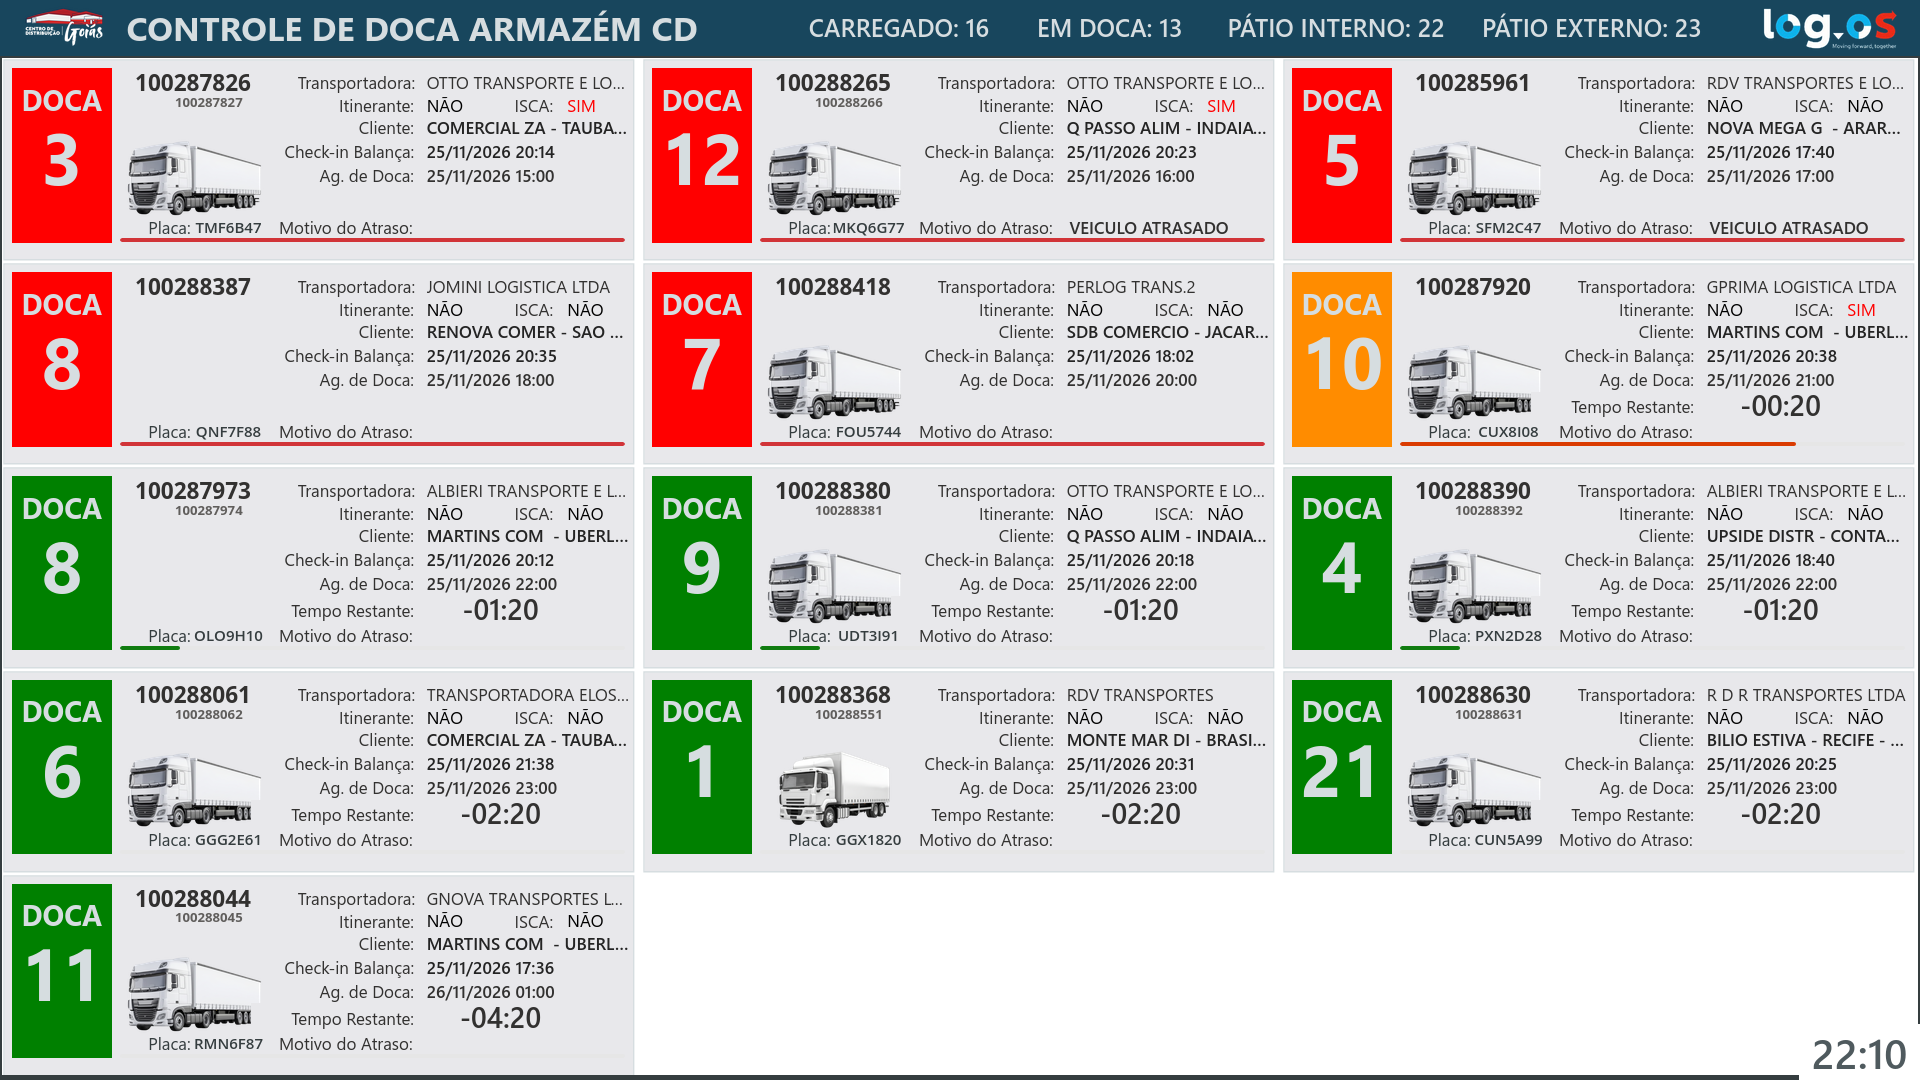 CENTRO DE DISTRIBUIÇÃO Goiás
CONTROLE DE DOCA ARMAZÉM CD
CARREGADO: 16
EM DOCA: 13
PÁTIO INTERNO: 22
PÁTIO EXTERNO: 23
log.os
Moving forward, together
DOCA
3
100287826
100287827
Transportadora: OTTO TRANSPORTE E LO...
Itinerante: NÃO ISCA: SIM
Cliente: COMERCIAL ZA - TAUBA...
Check-in Balança: 25/11/2026 20:14
Ag. de Doca: 25/11/2026 15:00
Placa: TMF6B47 Motivo do Atraso:
DOCA
12
100288265
100288266
Transportadora: OTTO TRANSPORTE E LO...
Itinerante: NÃO ISCA: SIM
Cliente: Q PASSO ALIM - INDAIA...
Check-in Balança: 25/11/2026 20:23
Ag. de Doca: 25/11/2026 16:00
Placa: MKQ6G77 Motivo do Atraso: VEICULO ATRASADO
DOCA
5
100285961
Transportadora: RDV TRANSPORTES E LO...
Itinerante: NÃO ISCA: NÃO
Cliente: NOVA MEGA G - ARAR...
Check-in Balança: 25/11/2026 17:40
Ag. de Doca: 25/11/2026 17:00
Placa: SFM2C47 Motivo do Atraso: VEICULO ATRASADO
DOCA
8
100288387
Transportadora: JOMINI LOGISTICA LTDA
Itinerante: NÃO ISCA: NÃO
Cliente: RENOVA COMER - SAO ...
Check-in Balança: 25/11/2026 20:35
Ag. de Doca: 25/11/2026 18:00
Placa: QNF7F88 Motivo do Atraso:
DOCA
7
100288418
Transportadora: PERLOG TRANS.2
Itinerante: NÃO ISCA: NÃO
Cliente: SDB COMERCIO - JACAR...
Check-in Balança: 25/11/2026 18:02
Ag. de Doca: 25/11/2026 20:00
Placa: FOU5744 Motivo do Atraso:
DOCA
10
100287920
Transportadora: GPRIMA LOGISTICA LTDA
Itinerante: NÃO ISCA: SIM
Cliente: MARTINS COM - UBERL...
Check-in Balança: 25/11/2026 20:38
Ag. de Doca: 25/11/2026 21:00
Tempo Restante: -00:20
Placa: CUX8I08 Motivo do Atraso:
DOCA
8
100287973
100287974
Transportadora: ALBIERI TRANSPORTE E L...
Itinerante: NÃO ISCA: NÃO
Cliente: MARTINS COM - UBERL...
Check-in Balança: 25/11/2026 20:12
Ag. de Doca: 25/11/2026 22:00
Tempo Restante: -01:20
Placa: OLO9H10 Motivo do Atraso:
DOCA
9
100288380
100288381
Transportadora: OTTO TRANSPORTE E LO...
Itinerante: NÃO ISCA: NÃO
Cliente: Q PASSO ALIM - INDAIA...
Check-in Balança: 25/11/2026 20:18
Ag. de Doca: 25/11/2026 22:00
Tempo Restante: -01:20
Placa: UDT3I91 Motivo do Atraso:
DOCA
4
100288390
100288392
Transportadora: ALBIERI TRANSPORTE E L...
Itinerante: NÃO ISCA: NÃO
Cliente: UPSIDE DISTR - CONTA...
Check-in Balança: 25/11/2026 18:40
Ag. de Doca: 25/11/2026 22:00
Tempo Restante: -01:20
Placa: PXN2D28 Motivo do Atraso:
DOCA
6
100288061
100288062
Transportadora: TRANSPORTADORA ELOS...
Itinerante: NÃO ISCA: NÃO
Cliente: COMERCIAL ZA - TAUBA...
Check-in Balança: 25/11/2026 21:38
Ag. de Doca: 25/11/2026 23:00
Tempo Restante: -02:20
Placa: GGG2E61 Motivo do Atraso:
DOCA
1
100288368
100288551
Transportadora: RDV TRANSPORTES
Itinerante: NÃO ISCA: NÃO
Cliente: MONTE MAR DI - BRASI...
Check-in Balança: 25/11/2026 20:31
Ag. de Doca: 25/11/2026 23:00
Tempo Restante: -02:20
Placa: GGX1820 Motivo do Atraso:
DOCA
21
100288630
100288631
Transportadora: R D R TRANSPORTES LTDA
Itinerante: NÃO ISCA: NÃO
Cliente: BILIO ESTIVA - RECIFE - ...
Check-in Balança: 25/11/2026 20:25
Ag. de Doca: 25/11/2026 23:00
Tempo Restante: -02:20
Placa: CUN5A99 Motivo do Atraso:
DOCA
11
100288044
100288045
Transportadora: GNOVA TRANSPORTES L...
Itinerante: NÃO ISCA: NÃO
Cliente: MARTINS COM - UBERL...
Check-in Balança: 25/11/2026 17:36
Ag. de Doca: 26/11/2026 01:00
Tempo Restante: -04:20
Placa: RMN6F87 Motivo do Atraso:
22:10